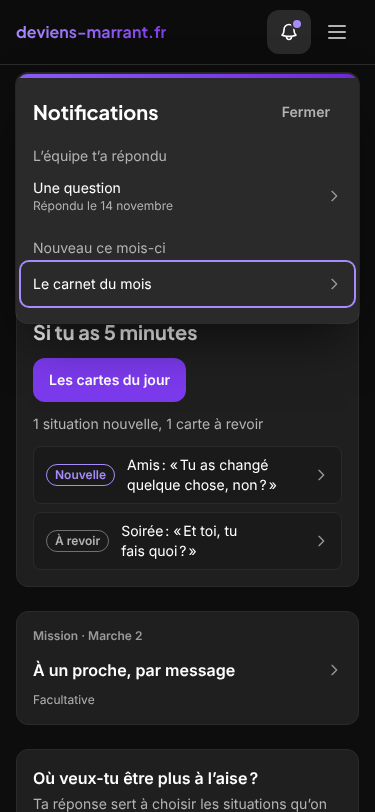 deviens-marrant.fr
Notifications
Fermer
L’équipe t’a répondu
Une question
Répondu le 14 novembre
Nouveau ce mois-ci
Le carnet du mois
Si tu as 5 minutes
Les cartes du jour
1 situation nouvelle, 1 carte à revoir
Nouvelle
Amis : « Tu as changé
quelque chose, non ? »
À revoir
Soirée : « Et toi, tu
fais quoi ? »
Mission · Marche 2
À un proche, par message
Facultative
Où veux-tu être plus à l’aise ?
Ta réponse sert à choisir les situations qu’on